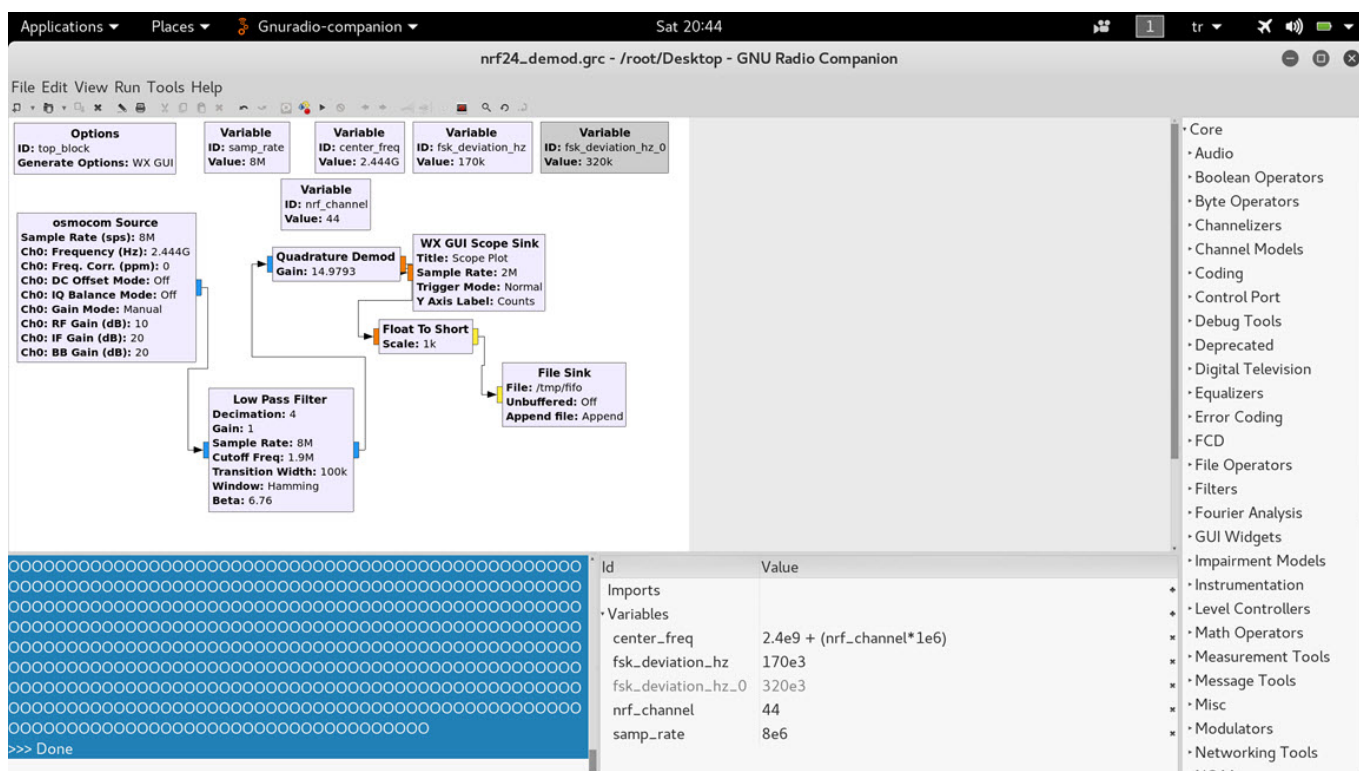 Applications Places Gnuradio-companion Sat 20:44 1 tr
nrf24_demod.grc - /root/Desktop - GNU Radio Companion
File Edit View Run Tools Help
Options
ID: top_block
Generate Options: WX GUI
Variable
ID: samp_rate
Value: 8M
Variable
ID: center_freq
Value: 2.444G
Variable
ID: fsk_deviation_hz
Value: 170k
Variable
ID: fsk_deviation_hz_0
Value: 320k
Variable
ID: nrf_channel
Value: 44
osmocom Source
Sample Rate (sps): 8M
Ch0: Frequency (Hz): 2.444G
Ch0: Freq. Corr. (ppm): 0
Ch0: DC Offset Mode: Off
Ch0: IQ Balance Mode: Off
Ch0: Gain Mode: Manual
Ch0: RF Gain (dB): 10
Ch0: IF Gain (dB): 20
Ch0: BB Gain (dB): 20
Quadrature Demod
Gain: 14.9793
WX GUI Scope Sink
Title: Scope Plot
Sample Rate: 2M
Trigger Mode: Normal
Y Axis Label: Counts
Float To Short
Scale: 1k
File Sink
File: /tmp/fifo
Unbuffered: Off
Append file: Append
Low Pass Filter
Decimation: 4
Gain: 1
Sample Rate: 8M
Cutoff Freq: 1.9M
Transition Width: 100k
Window: Hamming
Beta: 6.76
>>> Done
Id Value
Imports
Variables
center_freq 2.4e9 + (nrf_channel*1e6)
fsk_deviation_hz 170e3
fsk_deviation_hz_0 320e3
nrf_channel 44
samp_rate 8e6
Core
Audio
Boolean Operators
Byte Operators
Channelizers
Channel Models
Coding
Control Port
Debug Tools
Deprecated
Digital Television
Equalizers
Error Coding
FCD
File Operators
Filters
Fourier Analysis
GUI Widgets
Impairment Models
Instrumentation
Level Controllers
Math Operators
Measurement Tools
Message Tools
Misc
Modulators
Networking Tools